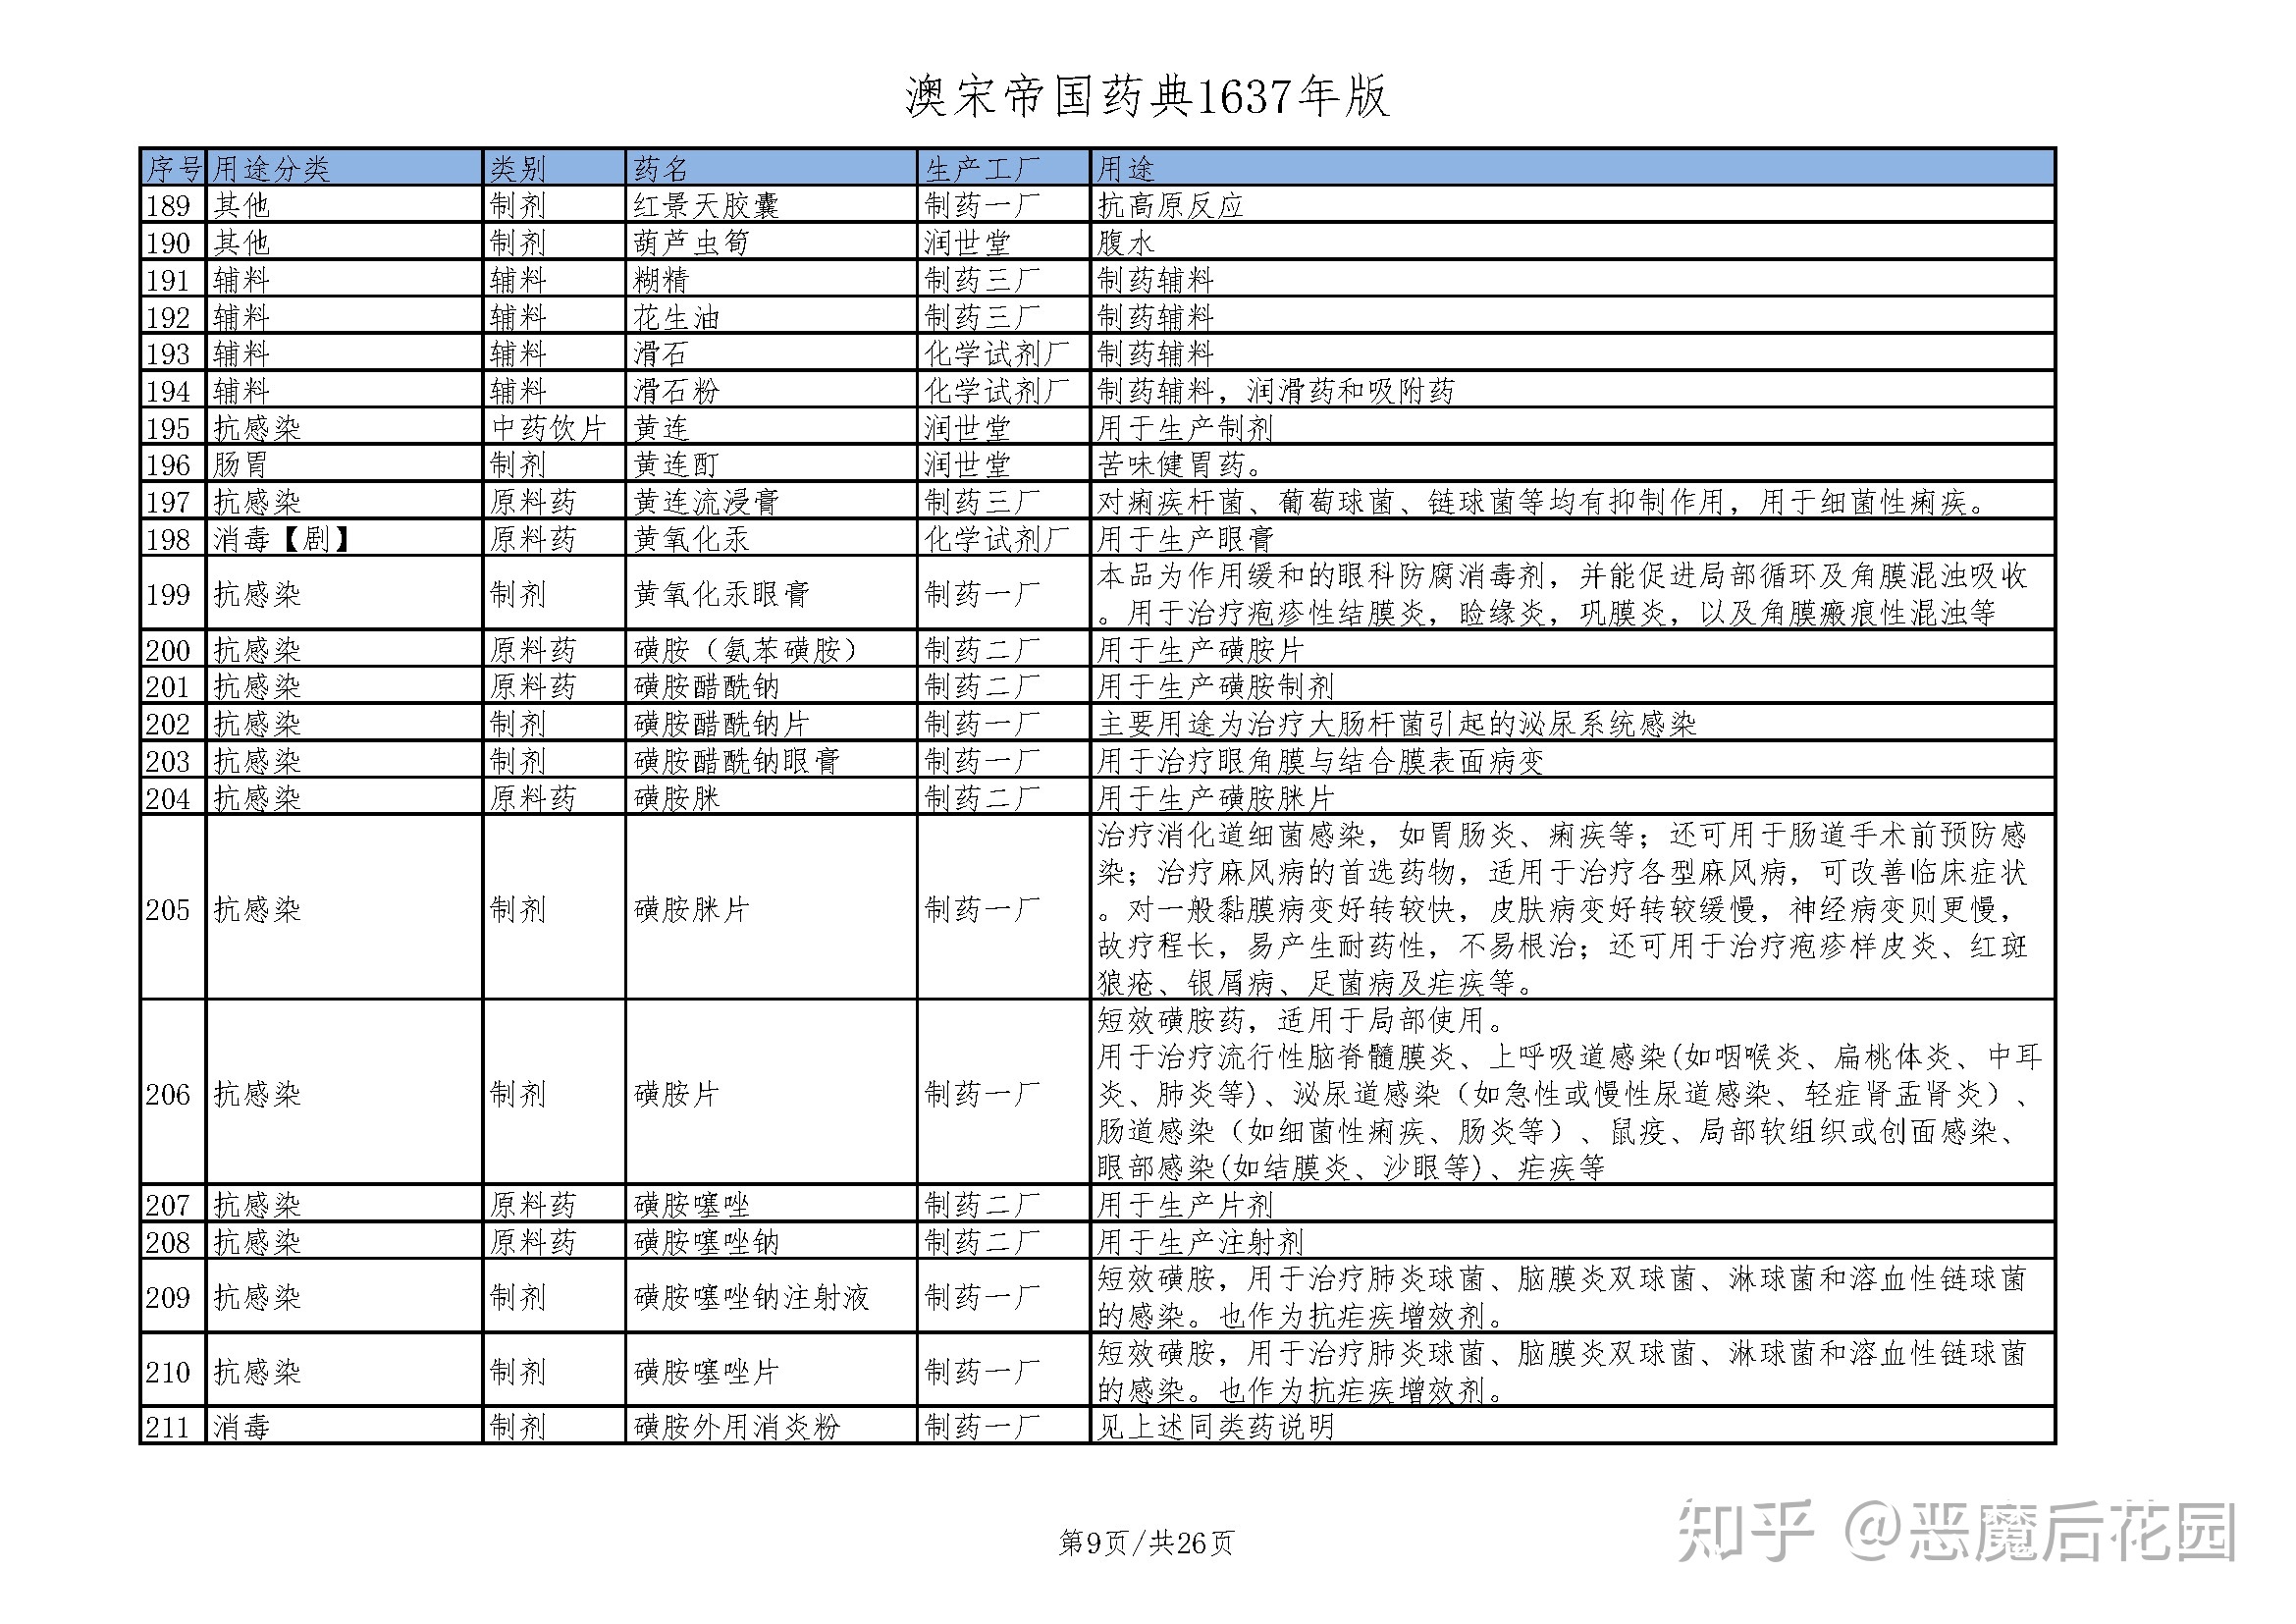 澳宋帝国药典1637年版
序号 用途分类 类别 药名 生产工厂 用途
189 其他 制剂 红景天胶囊 制药一厂 抗高原反应
190 其他 制剂 葫芦虫笱 润世堂 腹水
191 辅料 辅料 糊精 制药三厂 制药辅料
192 辅料 辅料 花生油 制药三厂 制药辅料
193 辅料 辅料 滑石 化学试剂厂 制药辅料
194 辅料 辅料 滑石粉 化学试剂厂 制药辅料，润滑药和吸附药
195 抗感染 中药饮片 黄连 润世堂 用于生产制剂
196 肠胃 制剂 黄连酊 润世堂 苦味健胃药。
197 抗感染 原料药 黄连流浸膏 制药三厂 对痢疾杆菌、葡萄球菌、链球菌等均有抑制作用，用于细菌性痢疾。
198 消毒【剧】 原料药 黄氧化汞 化学试剂厂 用于生产眼膏
199 抗感染 制剂 黄氧化汞眼膏 制药一厂 本品为作用缓和的眼科防腐消毒剂，并能促进局部循环及角膜混浊吸收
。用于治疗疱疹性结膜炎，睑缘炎，巩膜炎，以及角膜瘢痕性混浊等
200 抗感染 原料药 磺胺（氨苯磺胺） 制药二厂 用于生产磺胺片
201 抗感染 原料药 磺胺醋酰钠 制药二厂 用于生产磺胺制剂
202 抗感染 制剂 磺胺醋酰钠片 制药一厂 主要用途为治疗大肠杆菌引起的泌尿系统感染
203 抗感染 制剂 磺胺醋酰钠眼膏 制药一厂 用于治疗眼角膜与结合膜表面病变
204 抗感染 原料药 磺胺脒 制药二厂 用于生产磺胺脒片
205 抗感染 制剂 磺胺脒片 制药一厂 治疗消化道细菌感染，如胃肠炎、痢疾等；还可用于肠道手术前预防感
染；治疗麻风病的首选药物，适用于治疗各型麻风病，可改善临床症状
。对一般黏膜病变好转较快，皮肤病变好转较缓慢，神经病变则更慢，
故疗程长，易产生耐药性，不易根治；还可用于治疗疱疹样皮炎、红斑
狼疮、银屑病、足菌病及疟疾等。
206 抗感染 制剂 磺胺片 制药一厂 短效磺胺药，适用于局部使用。
用于治疗流行性脑脊髓膜炎、上呼吸道感染(如咽喉炎、扁桃体炎、中耳
炎、肺炎等)、泌尿道感染（如急性或慢性尿道感染、轻症肾盂肾炎）、
肠道感染（如细菌性痢疾、肠炎等）、鼠疫、局部软组织或创面感染、
眼部感染(如结膜炎、沙眼等)、疟疾等
207 抗感染 原料药 磺胺噻唑 制药二厂 用于生产片剂
208 抗感染 原料药 磺胺噻唑钠 制药二厂 用于生产注射剂
209 抗感染 制剂 磺胺噻唑钠注射液 制药一厂 短效磺胺，用于治疗肺炎球菌、脑膜炎双球菌、淋球菌和溶血性链球菌
的感染。也作为抗疟疾增效剂。
210 抗感染 制剂 磺胺噻唑片 制药一厂 短效磺胺，用于治疗肺炎球菌、脑膜炎双球菌、淋球菌和溶血性链球菌
的感染。也作为抗疟疾增效剂。
211 消毒 制剂 磺胺外用消炎粉 制药一厂 见上述同类药说明
第9页/共26页
知乎 @恶魔后花园